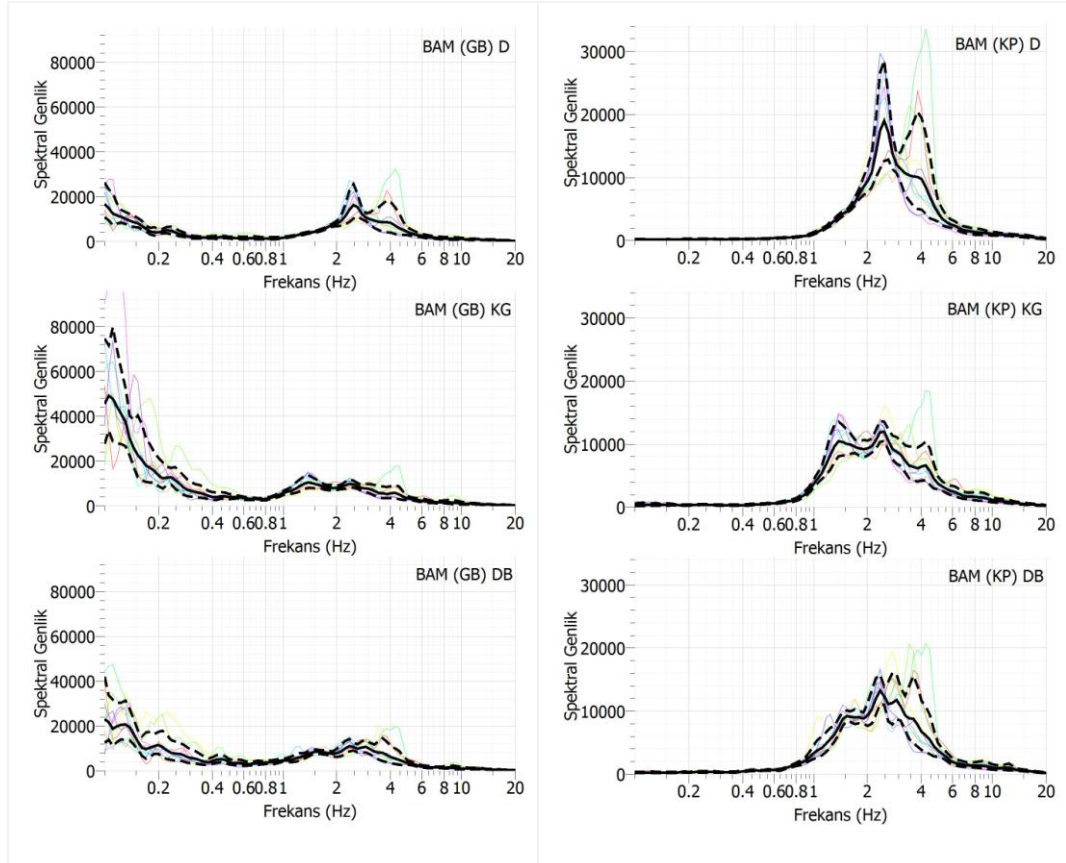 BAM (GB) D
80000
60000
40000
20000
0
Spektral Genlik
0.2 0.4 0.60.81 2 4 6 8 10 20
Frekans (Hz)
BAM (KP) D
30000
20000
10000
0
Spektral Genlik
0.2 0.4 0.60.81 2 4 6 8 10 20
Frekans (Hz)
BAM (GB) KG
80000
60000
40000
20000
0
Spektral Genlik
0.2 0.4 0.60.81 2 4 6 8 10 20
Frekans (Hz)
BAM (KP) KG
30000
20000
10000
0
Spektral Genlik
0.2 0.4 0.60.81 2 4 6 8 10 20
Frekans (Hz)
BAM (GB) DB
80000
60000
40000
20000
0
Spektral Genlik
0.2 0.4 0.60.81 2 4 6 8 10 20
Frekans (Hz)
BAM (KP) DB
30000
20000
10000
0
Spektral Genlik
0.2 0.4 0.60.81 2 4 6 8 10 20
Frekans (Hz)